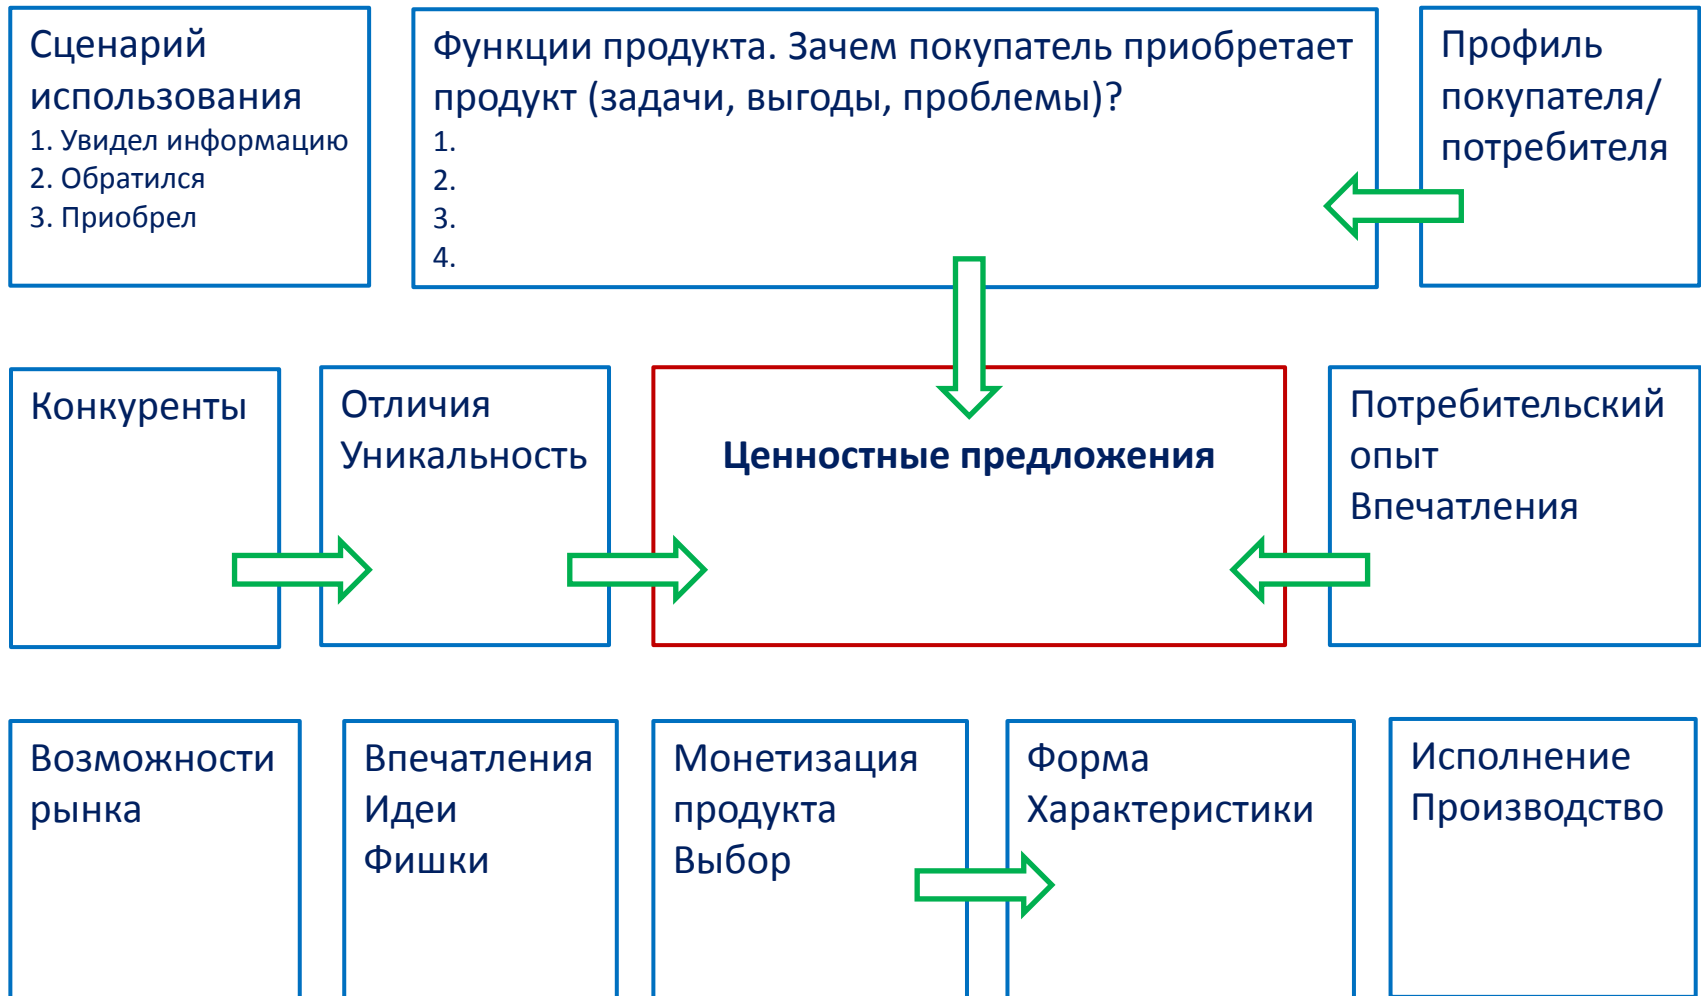 Сценарий
использования
1. Увидел информацию
2. Обратился
3. Приобрел
Функции продукта. Зачем покупатель приобретает
продукт (задачи, выгоды, проблемы)?
1.
2.
3.
4.
Профиль
покупателя/
потребителя
Конкуренты
Отличия
Уникальность
Ценностные предложения
Потребительский
опыт
Впечатления
Возможности
рынка
Впечатления
Идеи
Фишки
Монетизация
продукта
Выбор
Форма
Характеристики
Исполнение
Производство